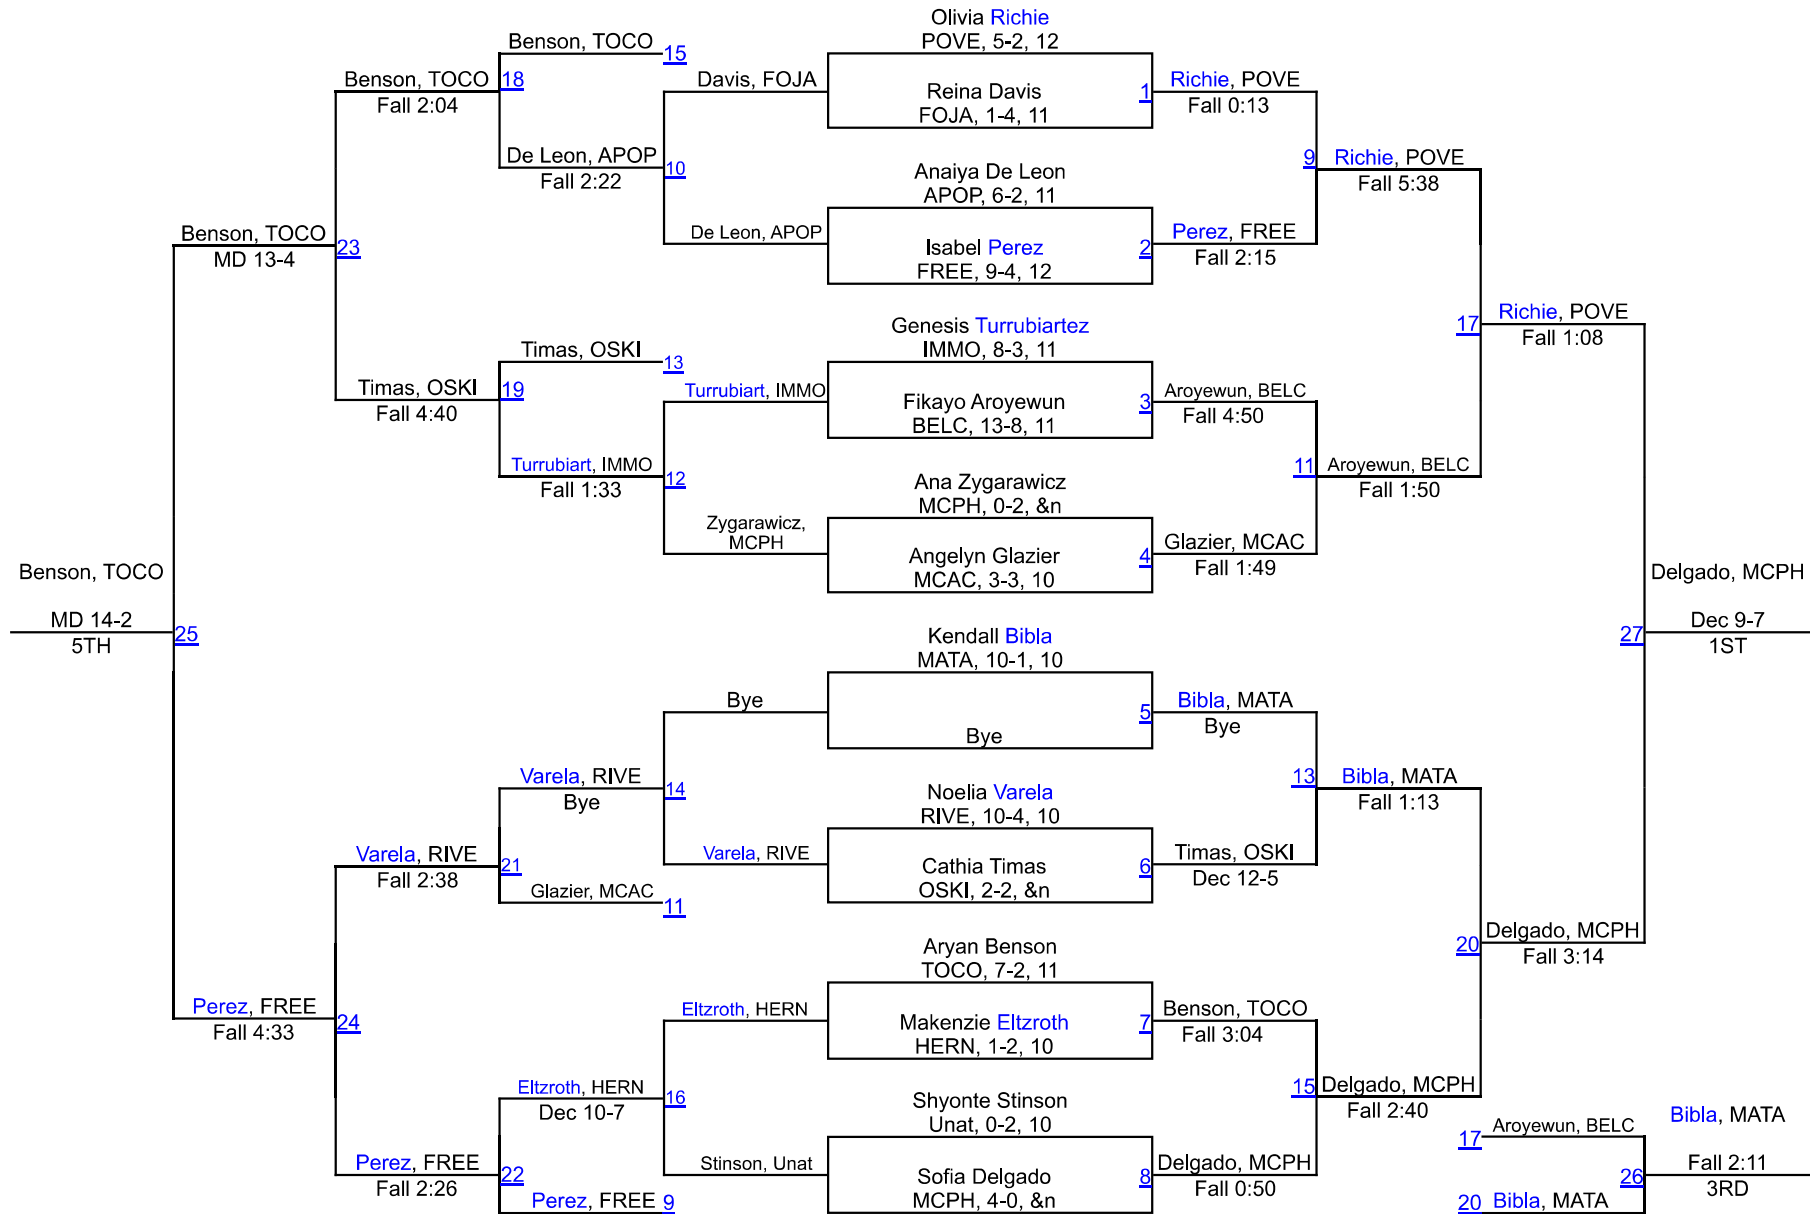 Olivia Richie
POVE, 5-2, 12
Benson, TOCO
15
Benson, TOCO
18
Davis, FOJA
Reina Davis
FOJA, 1-4, 11
1
Richie, POVE
Fall 2:04
Fall 0:13
De Leon, APOP
10
Fall 2:22
Anaiya De Leon
APOP, 6-2, 11
9
Richie, POVE
Fall 5:38
Benson, TOCO
23
MD 13-4
De Leon, APOP
Isabel Perez
FREE, 9-4, 12
2
Perez, FREE
Fall 2:15
Genesis Turrubiartez
IMMO, 8-3, 11
17
Richie, POVE
Fall 1:08
Timas, OSKI
13
Timas, OSKI
19
Fall 4:40
Turrubiart, IMMO
Fikayo Aroyewun
BELC, 13-8, 11
3
Aroyewun, BELC
Fall 4:50
Turrubiart, IMMO
12
Fall 1:33
Ana Zygarawicz
MCPH, 0-2, &n
11
Aroyewun, BELC
Fall 1:50
Zygarawicz,
MCPH
Angelyn Glazier
MCAC, 3-3, 10
4
Glazier, MCAC
Fall 1:49
Benson, TOCO
MD 14-2
25
5TH
Delgado, MCPH
27
Dec 9-7
1ST
Kendall Bibla
MATA, 10-1, 10
Bye
Bye
5
Bibla, MATA
Bye
Varela, RIVE
14
Bye
Noelia Varela
RIVE, 10-4, 10
13
Bibla, MATA
Fall 1:13
Varela, RIVE
21
Fall 2:38
Varela, RIVE
Cathia Timas
OSKI, 2-2, &n
6
Timas, OSKI
Dec 12-5
Glazier, MCAC
11
Aryan Benson
TOCO, 7-2, 11
20
Delgado, MCPH
Fall 3:14
Perez, FREE
24
Fall 4:33
Eltzroth, HERN
Makenzie Eltzroth
HERN, 1-2, 10
7
Benson, TOCO
Fall 3:04
Eltzroth, HERN
16
Dec 10-7
Shyonte Stinson
Unat, 0-2, 10
15
Delgado, MCPH
Fall 2:40
Perez, FREE
22
Fall 2:26
Stinson, Unat
Sofia Delgado
MCPH, 4-0, &n
8
Delgado, MCPH
Fall 0:50
Perez, FREE
9
17
Aroyewun, BELC
Bibla, MATA
26
Fall 2:11
3RD
20
Bibla, MATA